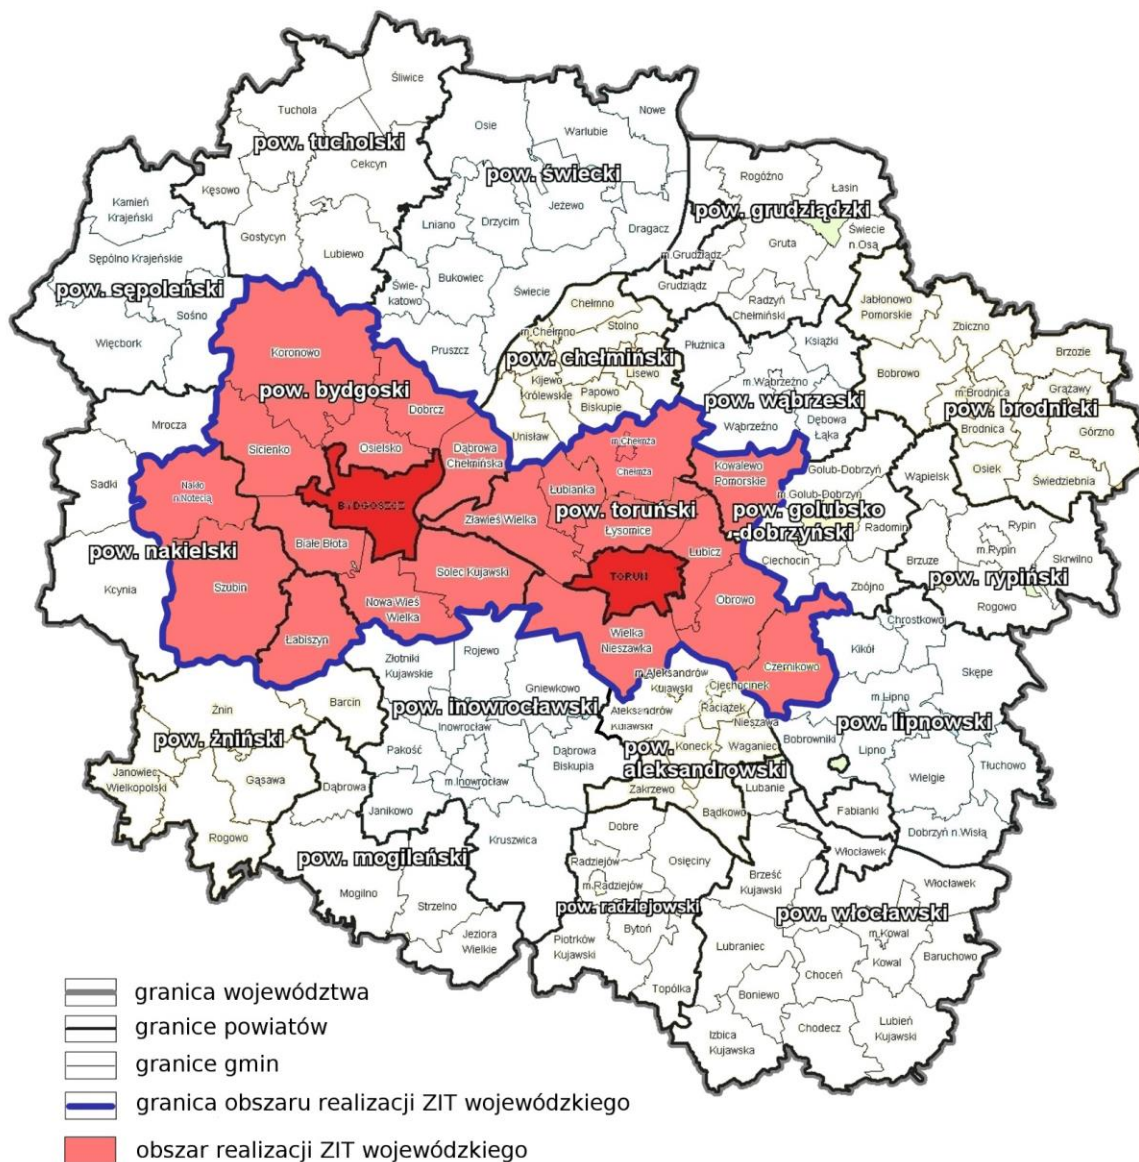 Śliwice
Tuchola
pow. tucholski
Cekcyn
Kęsowo
Gostycyn
Lubiewo
Osie
Warlubie
Nowe
pow. świecki
Lniano
Drzycim
Jeżewo
Dragacz
Bukowiec
Świe-
katowo
Świecie
Pruszcz
Rogóźno
Łasin
pow. grudziądzki
Świecie
n.Osą
Gruta
m.Grudziądz
Grudziądz
Radzyń
Chełmiński
Kamień
Krajeński
Sępólno Krajeńskie
pow. sępoleński
Sośno
Więcbork
Chełmno
m.Chełmno
Stolno
pow. chełmiński
Lisewo
Kijewo
Królewskie
Papowo
Biskupie
Unisław
Płużnica
Książki
m.Wąbrzeźno
pow. wąbrzeski
Wąbrzeźno
Dębowa
Łąka
Jabłonowo
Pomorskie
Zbiczno
Brzozie
Bobrowo
m.Brodnica
Grążawy
pow. brodnicki
Brodnica
Górzno
Osiek
Świedziebnia
Koronowo
pow. bydgoski
Dobrcz
Sicienko
Osielsko
Dąbrowa
Chełmińska
BYDGOSZCZ
Białe Błota
Solec Kujawski
Nowa Wieś
Wielka
Mrocza
Sadki
Nakło
n.Notecią
pow. nakielski
Kcynia
Szubin
Łabiszyn
m.Chełmża
Chełmża
Łubianka
pow. toruński
Zławieś Wielka
Łysomice
Lubicz
TORUŃ
Obrowo
Wielka
Nieszawka
Czernikowo
Kowalewo
Pomorskie
Golub-Dobrzyń
m.Golub-Dobrzyń
pow. golubsko
-dobrzyński
Radomin
Ciechocin
Zbójno
Wąpielsk
Rypin
m.Rypin
Skrwilno
Brzuze
pow. rypiński
Rogowo
Chrostkowo
Kikół
Skępe
m.Lipno
pow. lipnowski
Bobrowniki
Lipno
Tłuchowo
Wielgie
Fabianki
Dobrzyń n.Wisłą
Złotniki
Kujawskie
Rojewo
Gniewkowo
pow. inowrocławski
Inowrocław
Pakość
Dąbrowa
Biskupia
m.Inowrocław
Janikowo
Kruszwica
m.Aleksandrów
Kujawski
Ciechocinek
Aleksandrów
Kujawski
Raciążek
Nieszawa
Koneck
Waganiec
pow.
aleksandrowski
Zakrzewo
Lubanie
Bądkowo
Żnin
Barcin
pow. żniński
Janowiec
Wielkopolski
Gąsawa
Rogowo
Dąbrowa
pow. mogileński
Mogilno
Strzelno
Jeziora
Wielkie
Dobre
Radziejów
Osięciny
m.Radziejów
pow. radziejowski
Bytoń
Piotrków
Kujawski
Topólka
Włocławek
Brześć
Kujawski
Włocławek
pow. włocławski
m.Kowal
Lubraniec
Kowal
Baruchowo
Choceń
Boniewo
Izbica
Kujawska
Chodecz
Lubień
Kujawski
granica województwa
granice powiatów
granice gmin
granica obszaru realizacji ZIT wojewódzkiego
obszar realizacji ZIT wojewódzkiego